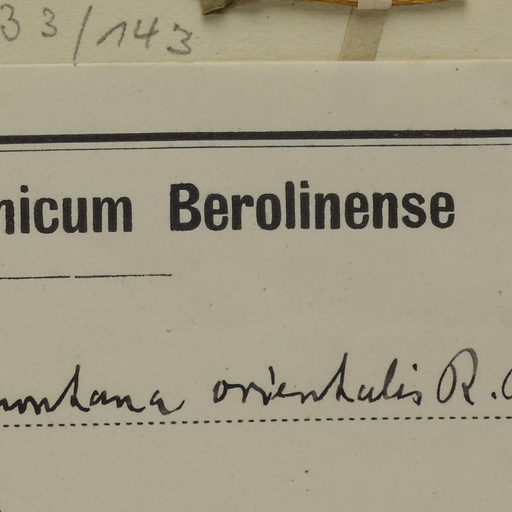 33/143
nicum Berolinense
montana orientalis R.